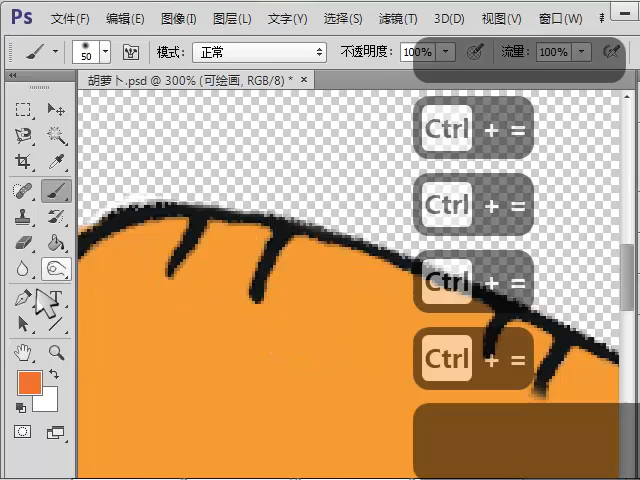 Ps 文件(F) 编辑(E) 图像(I) 图层(L) 文字(Y) 选择(S) 滤镜(T) 3D(D) 视图(V) 窗口(W)
50 模式: 正常 不透明度: 100% 流量: 100%
胡萝卜.psd @ 300% (可绘画, RGB/8) * ×
Ctrl + =
Ctrl + =
Ctrl + =
Ctrl + =
T